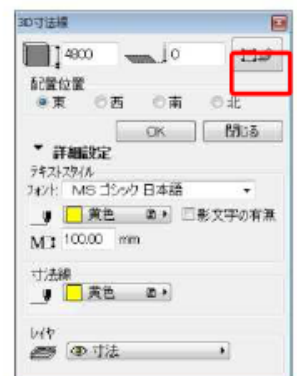 3D寸法線
4800 0
配置位置
東 西 南 北
OK 閉じる
詳細設定
テキストスタイル
フォント: MS ゴシック 日本語
黄色 影文字の有無
100.00 mm
寸法線
黄色
レイヤ
寸法